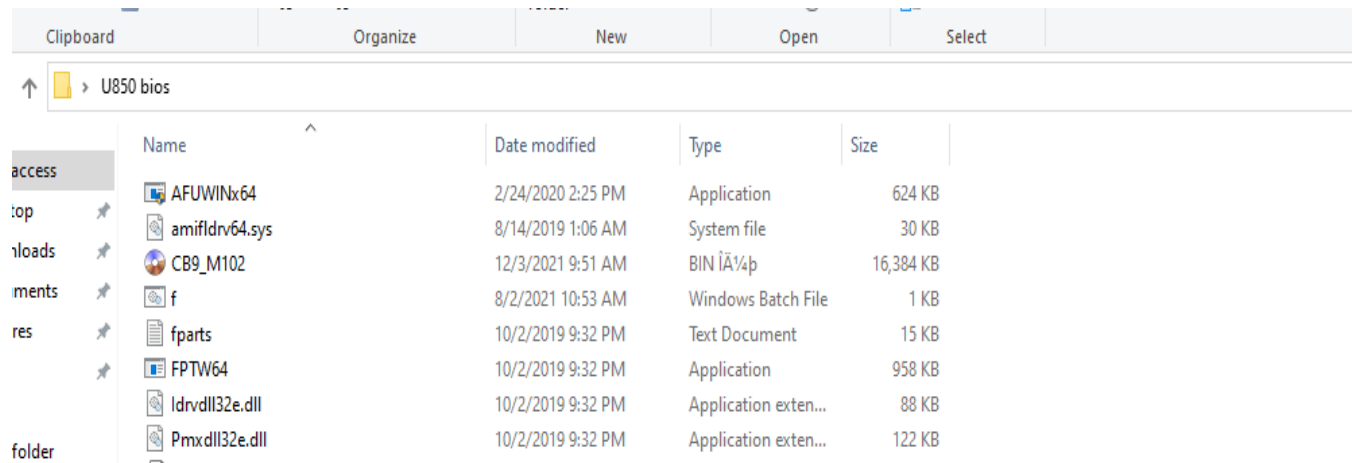 Clipboard Organize New Open Select
U850 bios
Name Date modified Type Size
access
top
nloads
ments
res
folder
AFUWINx64 2/24/2020 2:25 PM Application 624 KB
amifldrv64.sys 8/14/2019 1:06 AM System file 30 KB
CB9_M102 12/3/2021 9:51 AM BIN ÎÄ¼þ 16,384 KB
f 8/2/2021 10:53 AM Windows Batch File 1 KB
fparts 10/2/2019 9:32 PM Text Document 15 KB
FPTW64 10/2/2019 9:32 PM Application 958 KB
Idrvdll32e.dll 10/2/2019 9:32 PM Application exten... 88 KB
Pmxdll32e.dll 10/2/2019 9:32 PM Application exten... 122 KB